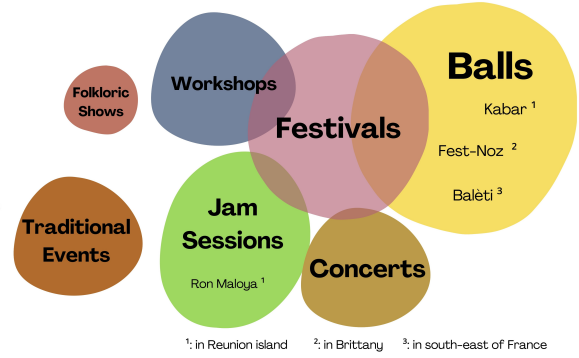 Balls
Kabar ¹
Fest-Noz ²
Balèti ³
Workshops
Folkloric
Shows
Festivals
Traditional
Events
Jam
Sessions
Ron Maloya ¹
Concerts
¹: in Reunion island
²: in Brittany
³: in south-east of France